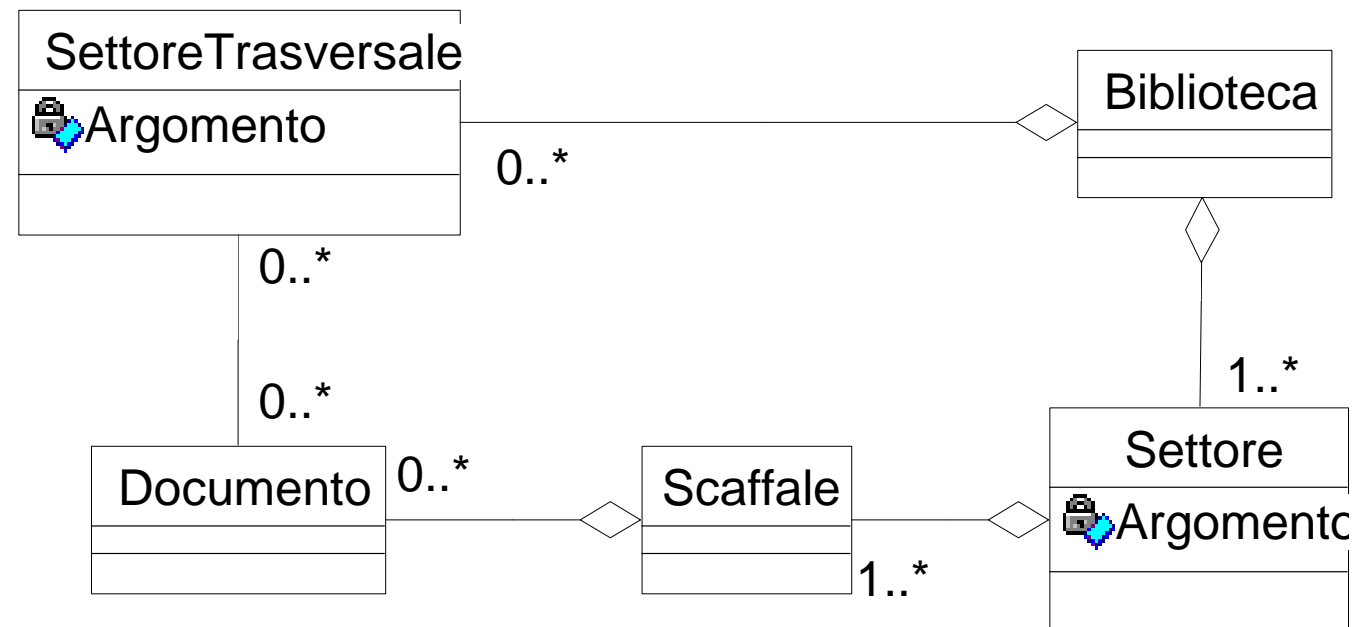 SettoreTrasversale
Argomento
Biblioteca
0..*
0..*
1..*
0..*
Documento
0..*
Scaffale
1..*
Settore
Argomento